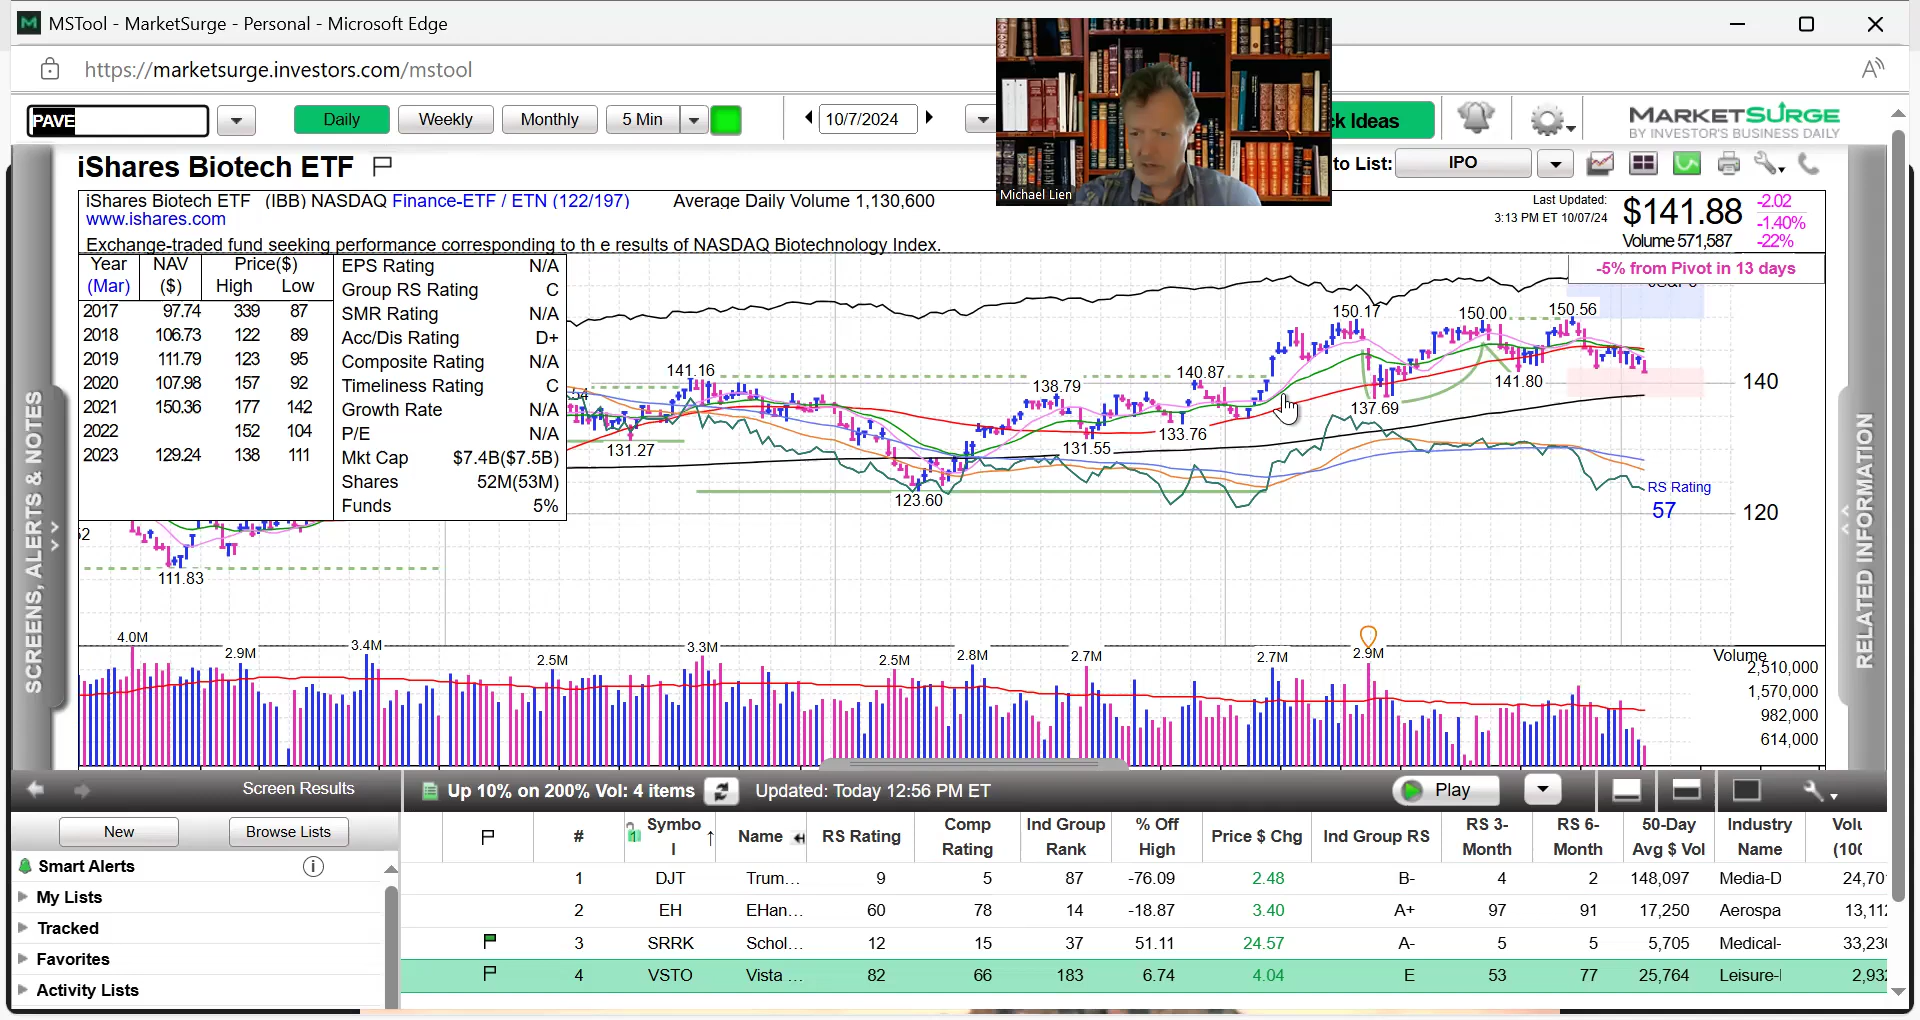 MSTool - MarketSurge - Personal - Microsoft Edge
https://marketsurge.investors.com/mstool
PAVE
Daily
Weekly
Monthly
5 Min
10/7/2024
k Ideas
MARKETSURGE
BY INVESTOR'S BUSINESS DAILY
Michael Lien
iShares Biotech ETF
to List:
IPO
iShares Biotech ETF (IBB) NASDAQ Finance-ETF / ETN (122/197) Average Daily Volume 1,130,600
www.ishares.com
Exchange-traded fund seeking performance corresponding to th e results of NASDAQ Biotechnology Index.
Last Updated:
3:13 PM ET 10/07/24
$141.88
Volume 571,587
-2.02
-1.40%
-22%
-5% from Pivot in 13 days
Year NAV Price($)
(Mar) ($) High Low
2017 97.74 339 87
2018 106.73 122 89
2019 111.79 123 95
2020 107.98 157 92
2021 150.36 177 142
2022 152 104
2023 129.24 138 111
EPS Rating N/A
Group RS Rating C
SMR Rating N/A
Acc/Dis Rating D+
Composite Rating N/A
Timeliness Rating C
Growth Rate N/A
P/E N/A
Mkt Cap $7.4B($7.5B)
Shares 52M(53M)
Funds 5%
150.17
150.00
150.56
141.16
140.87
138.79
141.80
140
137.69
133.76
131.27
131.55
123.60
RS Rating
57
120
111.83
4.0M
2.9M
3.4M
2.5M
3.3M
2.5M
2.8M
2.7M
2.7M
2.9M
Volume
2,510,000
1,570,000
982,000
614,000
SCREENS, ALERTS & NOTES
RELATED INFORMATION
Screen Results
Up 10% on 200% Vol: 4 items
Updated: Today 12:56 PM ET
Play
New
Browse Lists
Smart Alerts
My Lists
Tracked
Favorites
Activity Lists
# Symbo l Name RS Rating Comp Rating Ind Group Rank % Off High Price $ Chg Ind Group RS RS 3-Month RS 6-Month 50-Day Avg $ Vol Industry Name
1 DJT Trum... 9 5 87 -76.09 2.48 B- 4 2 148,097 Media-D 24,70
2 EH EHan... 60 78 14 -18.87 3.40 A+ 97 91 17,250 Aerospa 13,11
3 SRRK Schol... 12 15 37 51.11 24.57 A- 5 5 5,705 Medical- 33,23
4 VSTO Vista ... 82 66 183 6.74 4.04 E 53 77 25,764 Leisure- 2,93